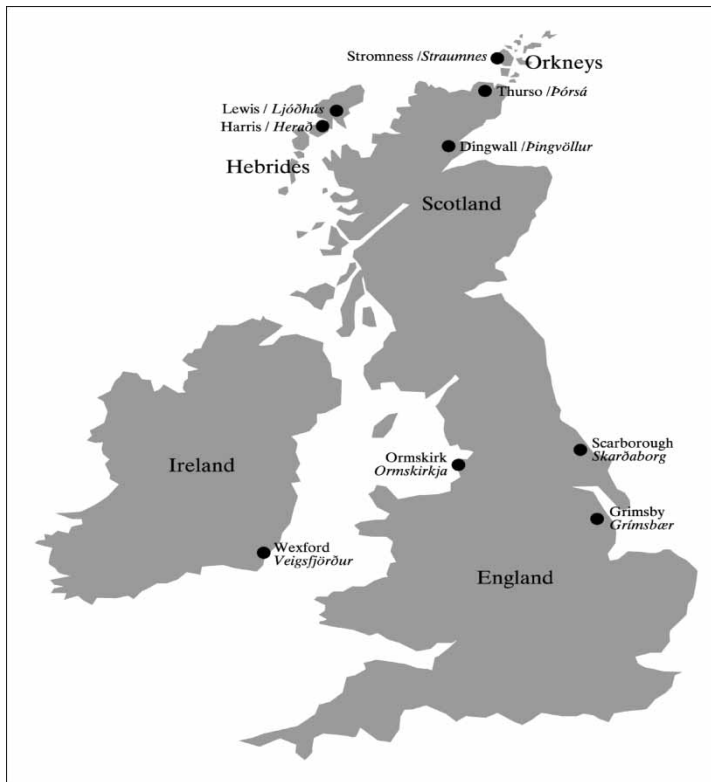 Stromness /Straumnes
Orkneys
Thurso /Þórsá
Lewis / Ljóðhús
Harris / Herað
Dingwall /Þingvöllur
Hebrides
Scotland
Scarborough
Skarðaborg
Ormskirk
Ormskirkja
Ireland
Grimsby
Grímsbær
Wexford
Veigsfjörður
England